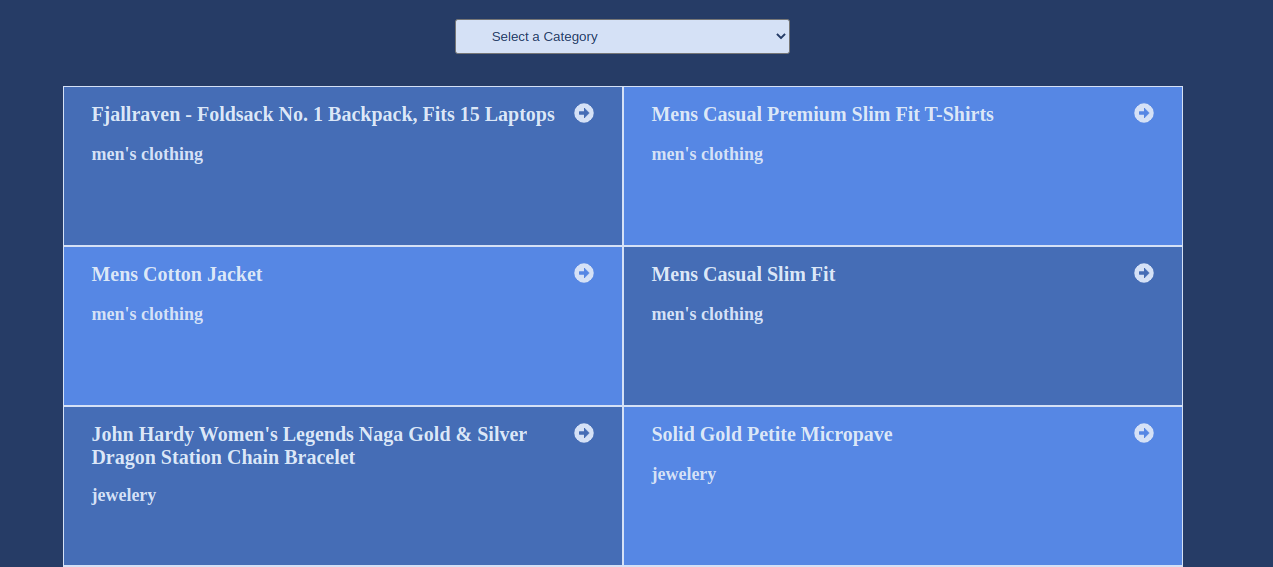 Select a Category
Fjallraven - Foldsack No. 1 Backpack, Fits 15 Laptops
men's clothing
Mens Casual Premium Slim Fit T-Shirts
men's clothing
Mens Cotton Jacket
men's clothing
Mens Casual Slim Fit
men's clothing
John Hardy Women's Legends Naga Gold & Silver
Dragon Station Chain Bracelet
jewelery
Solid Gold Petite Micropave
jewelery